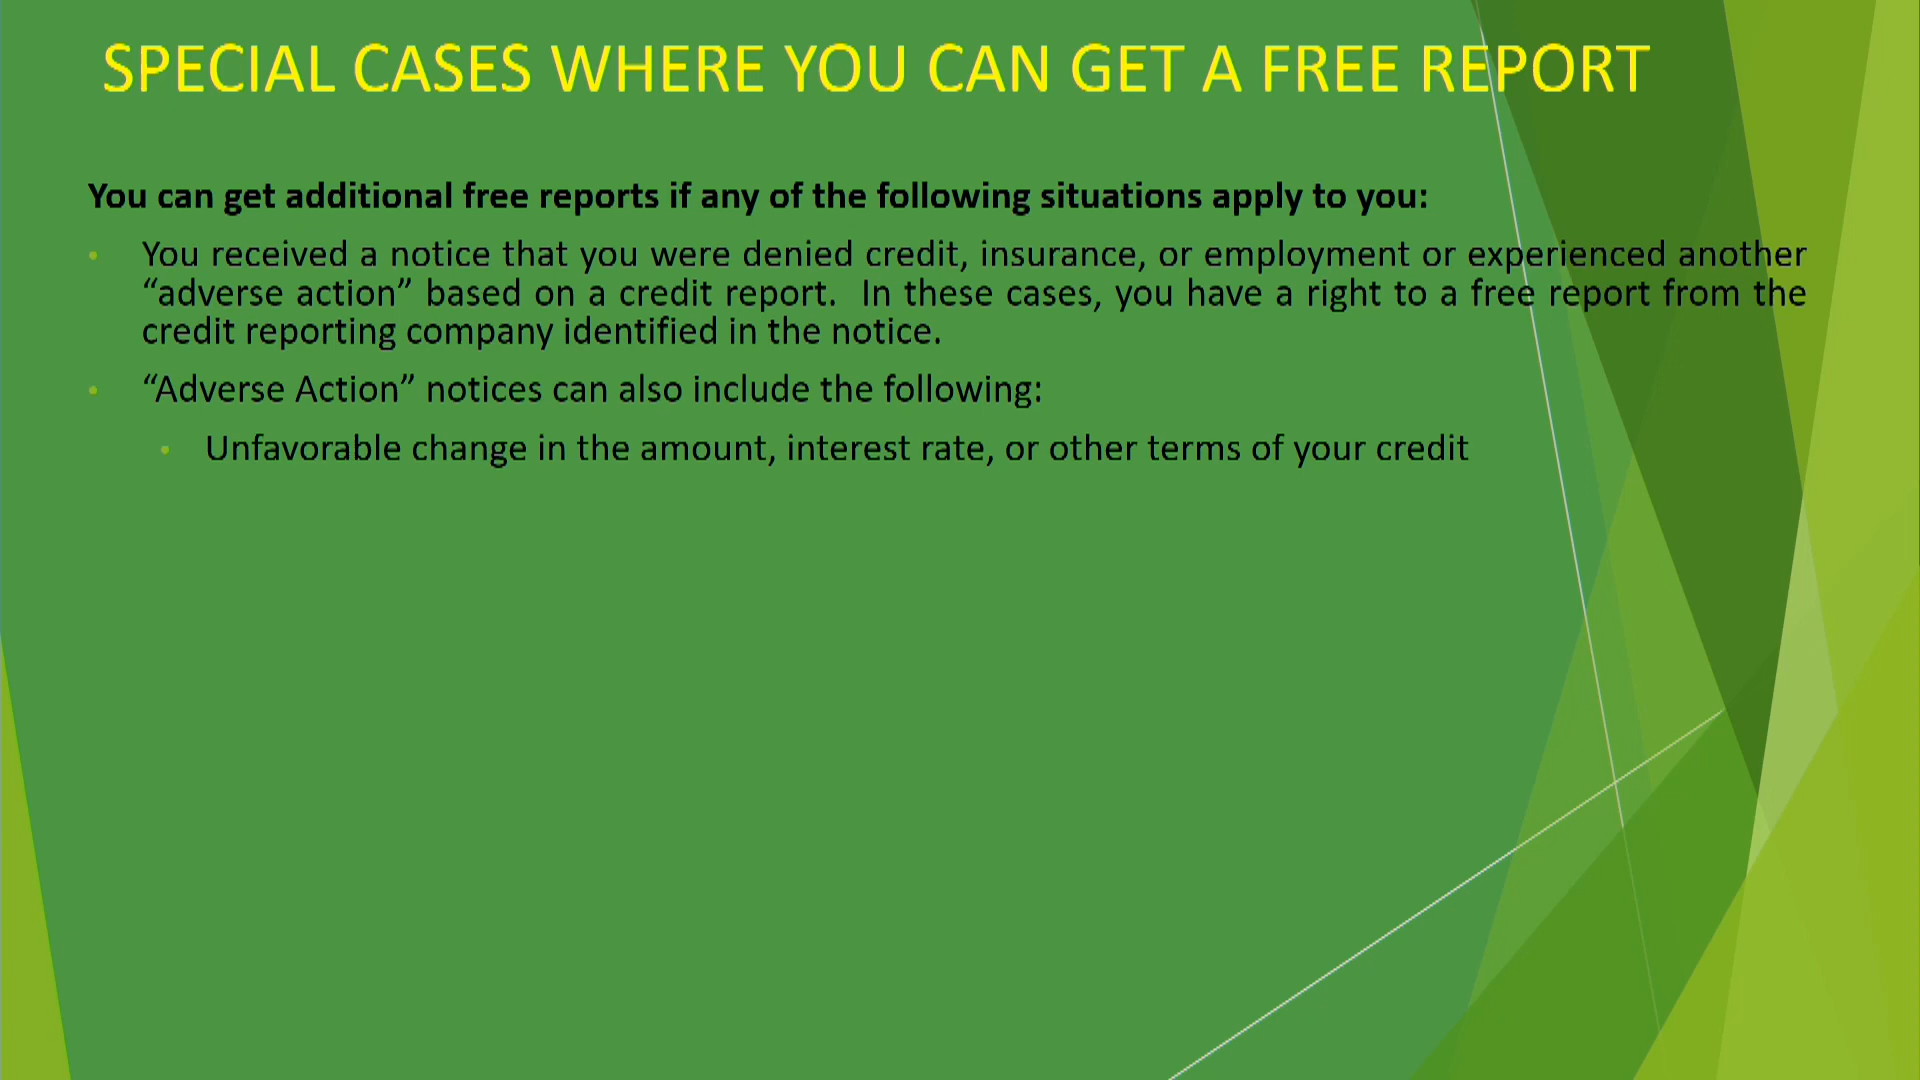 SPECIAL CASES WHERE YOU CAN GET A FREE REPORT
You can get additional free reports if any of the following situations apply to you:
• You received a notice that you were denied credit, insurance, or employment or experienced another
“adverse action” based on a credit report.  In these cases, you have a right to a free report from the
credit reporting company identified in the notice.
• “Adverse Action” notices can also include the following:
• Unfavorable change in the amount, interest rate, or other terms of your credit